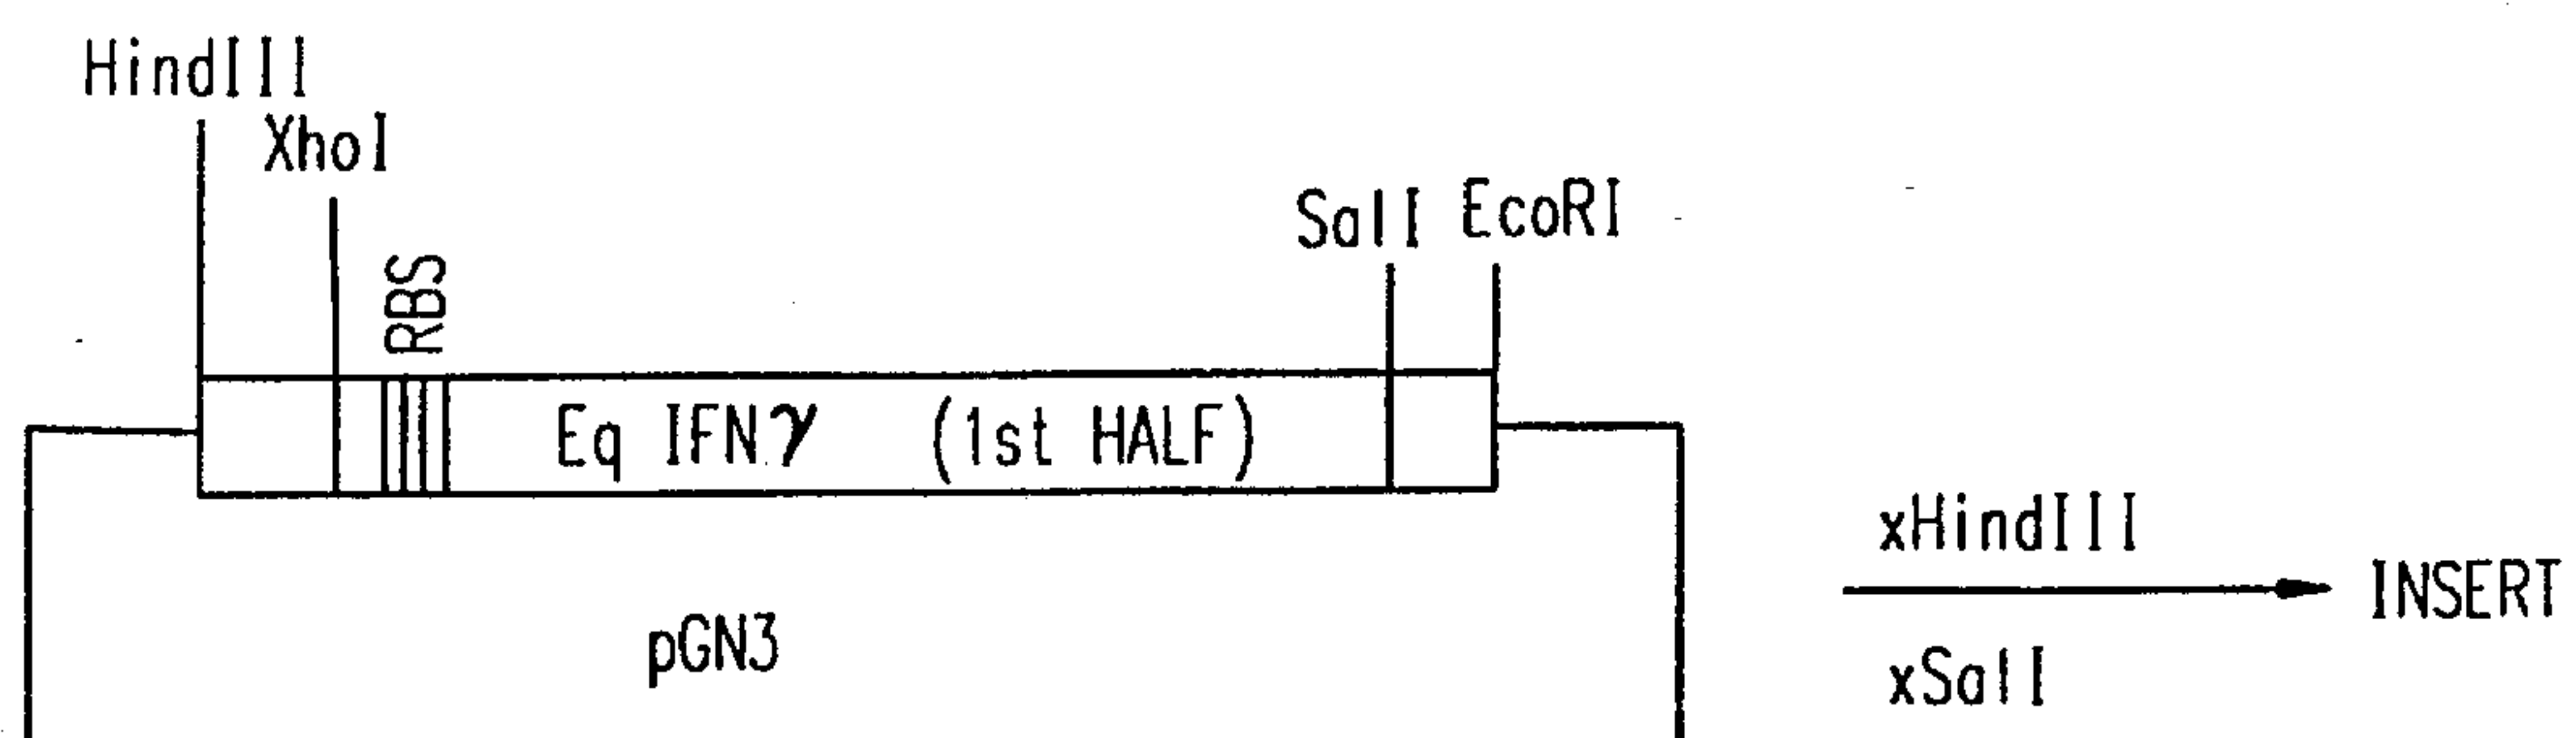 HindIII
XhoI
RBS
SalI EcoRI
Eq IFNγ (1st HALF)
pGN3
xHindIII
INSERT
xSalI